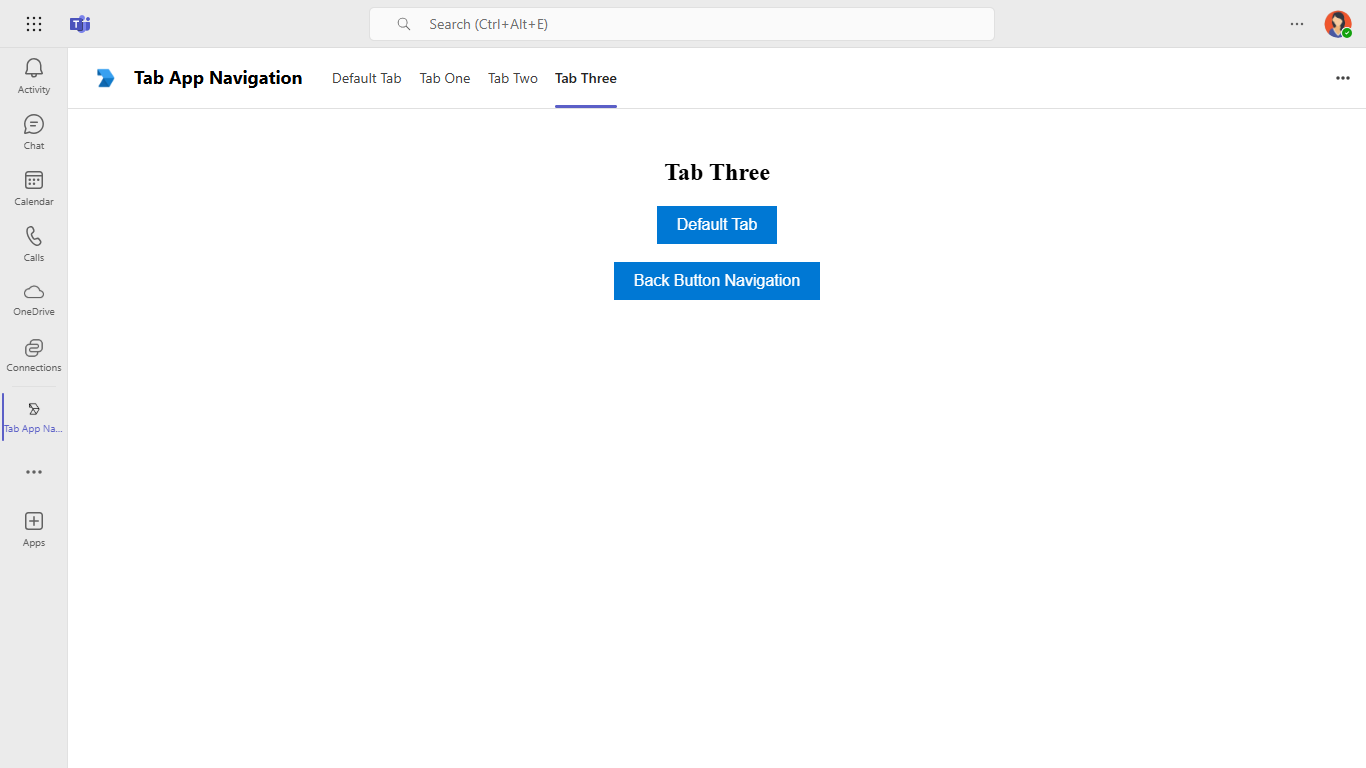 Search (Ctrl+Alt+E)
Activity
Chat
Calendar
Calls
OneDrive
Connections
Tab App Na...
Apps
Tab App Navigation
Default Tab
Tab One
Tab Two
Tab Three
Tab Three
Default Tab
Back Button Navigation